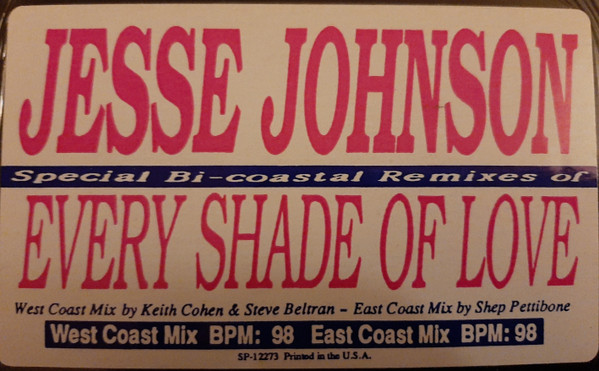 JESSE JOHNSON
Special Bi-coastal Remixes of
EVERY SHADE OF LOVE
West Coast Mix by Keith Cohen & Steve Beltran - East Coast Mix by Shep Pettibone
West Coast Mix BPM: 98 East Coast Mix BPM: 98
SP-12273 Printed in the U.S.A.